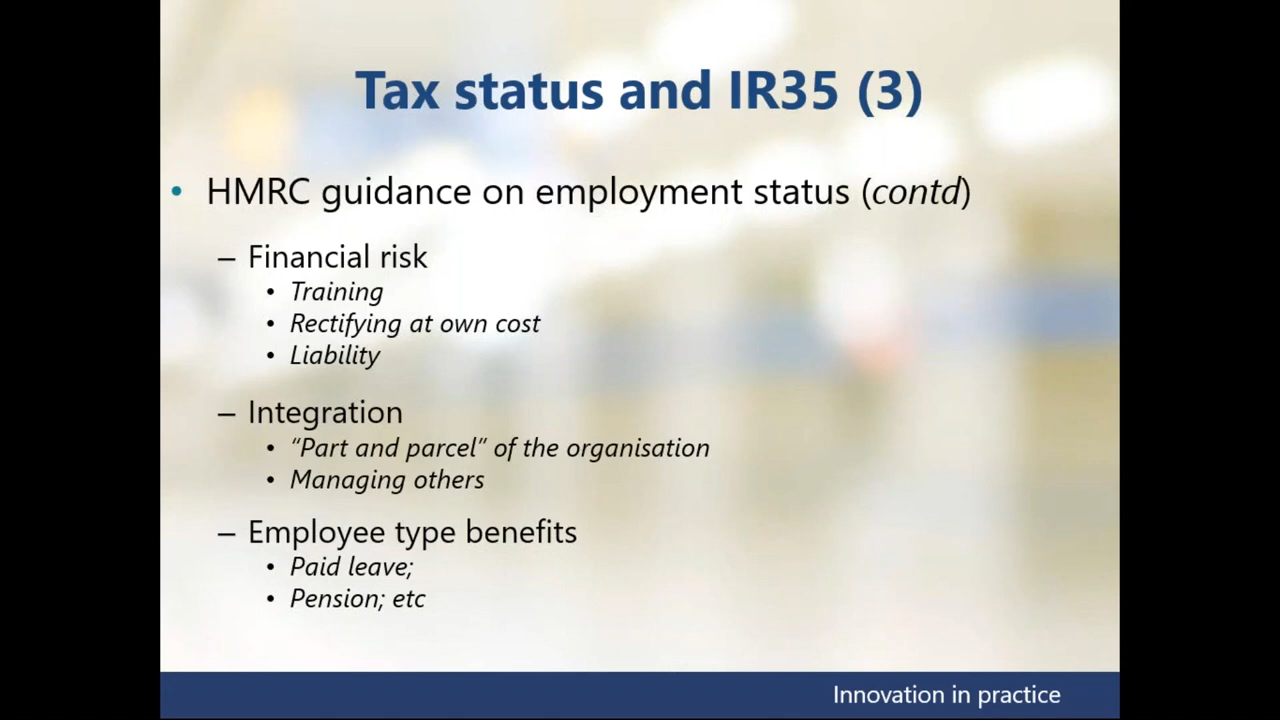 Tax status and IR35 (3)
• HMRC guidance on employment status (contd)
– Financial risk
• Training
• Rectifying at own cost
• Liability
– Integration
• “Part and parcel” of the organisation
• Managing others
– Employee type benefits
• Paid leave;
• Pension; etc
Innovation in practice